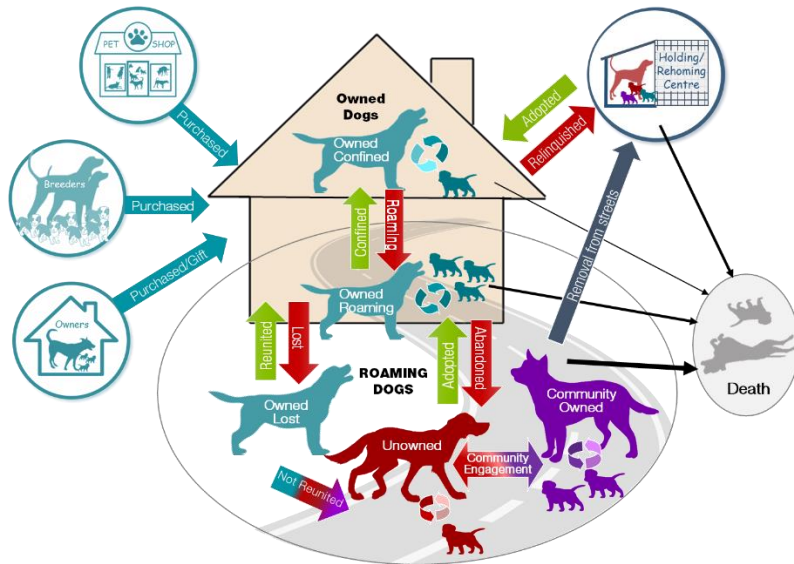 PET SHOP
Purchased
Breeders
Purchased
Owners
Purchased/Gift
Owned
Dogs
Owned
Confined
Confined
Roaming
Adopted
Relinquished
Holding/
Rehoming
Centre
Removal from streets
Death
Owned
Roaming
Reunited
Lost
Adopted
Abandoned
ROAMING
DOGS
Owned
Lost
Community
Owned
Unowned
Community
Engagement
Not Reunited